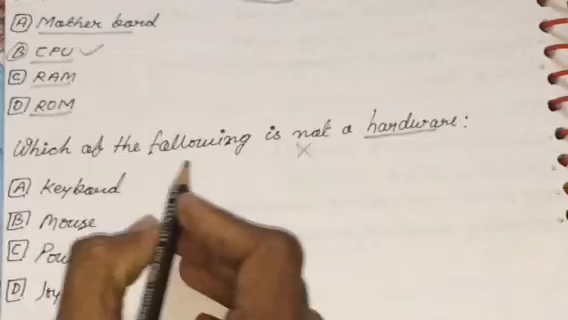 A Mother board
B CPU ✓
C RAM
D ROM
Which of the following is not a hardware:
A Keyboard
B Mouse
C
D